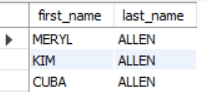 first_name last_name
MERYL ALLEN
KIM ALLEN
CUBA ALLEN